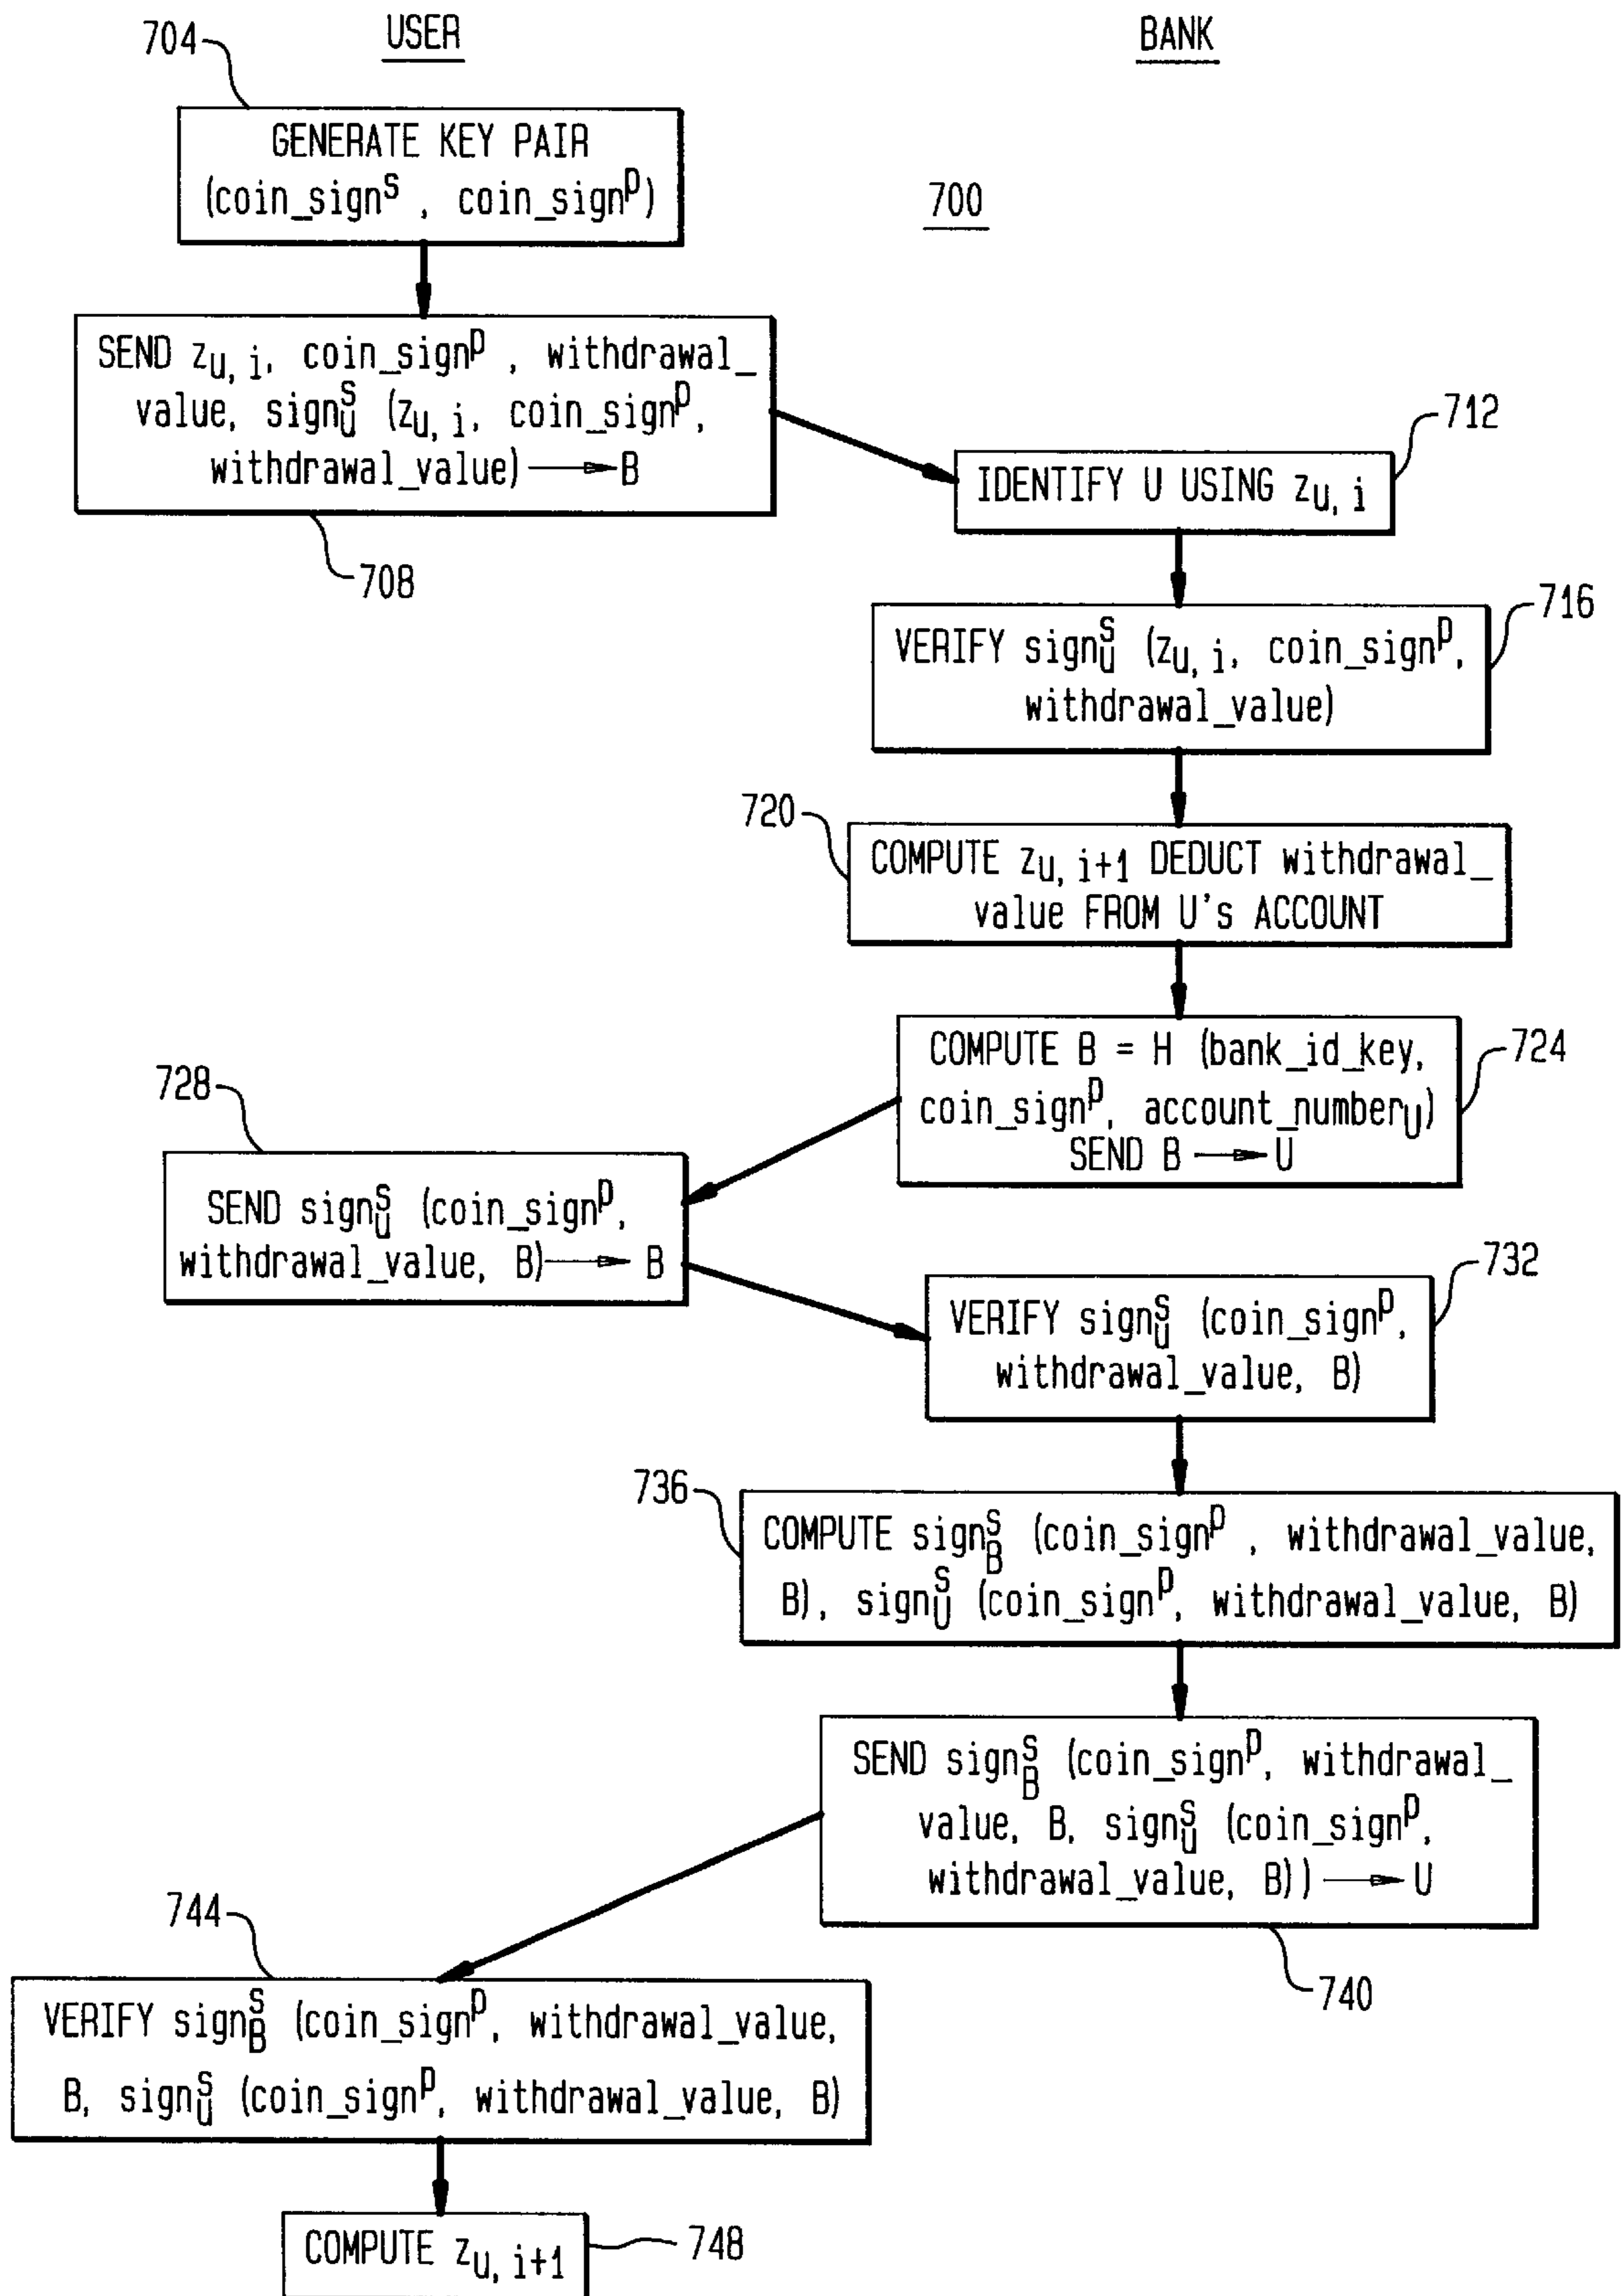 USER
BANK
704
GENERATE KEY PAIR
(coin_sign^s , coin_sign^p)
700
SEND z_u, i, coin_sign^p , withdrawal_
value, sign_U^s (z_u, i, coin_sign^p,
withdrawal_value) → B
708
712
IDENTIFY U USING z_u, i
716
VERIFY sign_U^s (z_u, i, coin_sign^p,
withdrawal_value)
720
COMPUTE z_u, i+1 DEDUCT withdrawal_
value FROM U's ACCOUNT
COMPUTE B = H (bank_id_key,
coin_sign^p, account_number_U)
SEND B → U
724
728
SEND sign_U^s (coin_sign^p,
withdrawal_value, B) → B
732
VERIFY sign_U^s (coin_sign^p,
withdrawal_value, B)
736
COMPUTE sign_B^s (coin_sign^p , withdrawal_value,
B), sign_U^s (coin_sign^p, withdrawal_value, B)
SEND sign_B^s (coin_sign^p, withdrawal_
value, B, sign_U^s (coin_sign^p,
withdrawal_value, B)) → U
740
744
VERIFY sign_B^s (coin_sign^p, withdrawal_value,
B, sign_U^s (coin_sign^p, withdrawal_value, B)
COMPUTE z_u, i+1
748